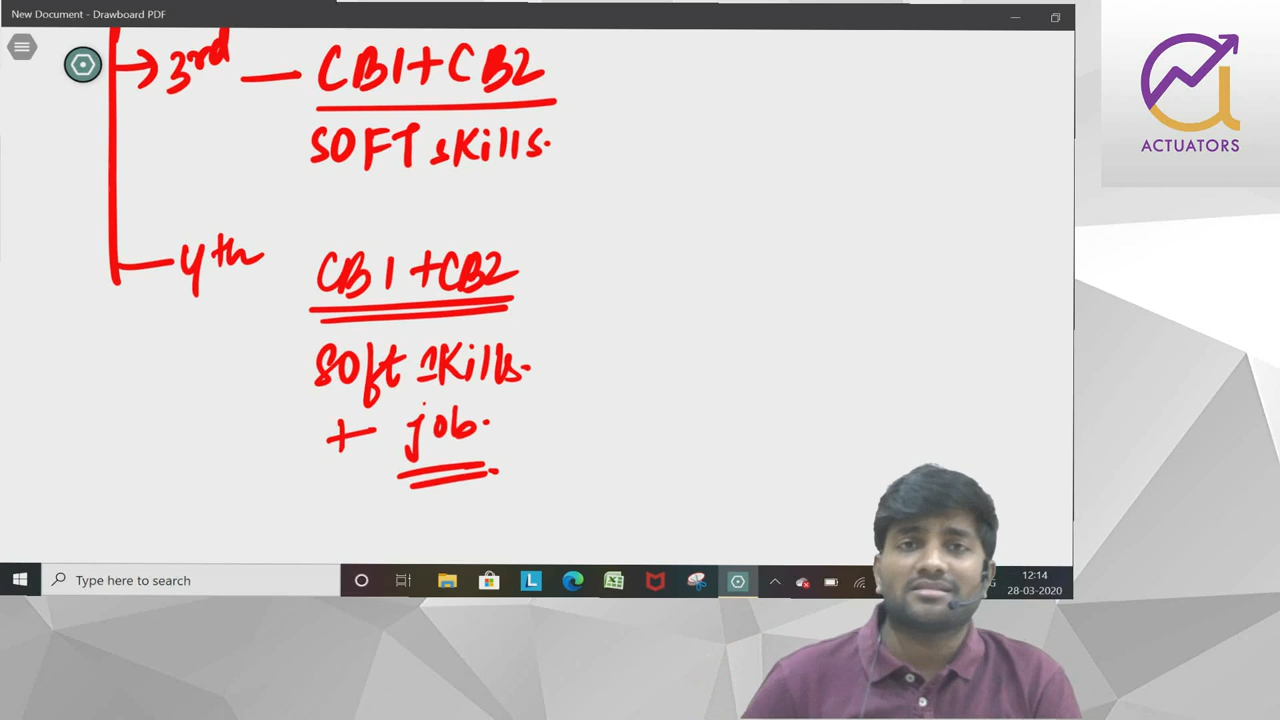 New Document - Drawboard PDF
→ 3rd — CB1+CB2
SOFT skills.
4th CB1+CB2
Soft skills.
+ job.
ACTUATORS
Type here to search
12:14
28-03-2020